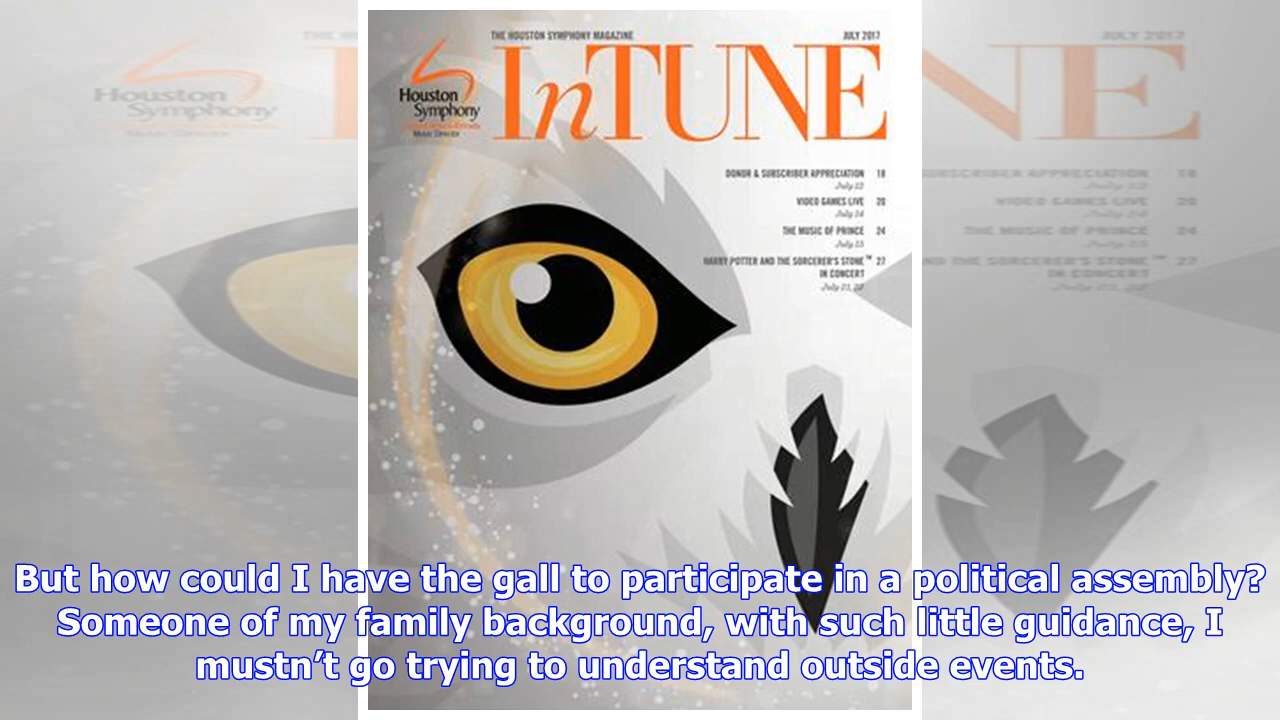 THE HOUSTON SYMPHONY MAGAZINE
JULY 2017
InTUNE
Houston
Symphony
Music Director
DONOR & SUBSCRIBER APPRECIATION 18
July 12
VIDEO GAMES LIVE 20
July 14
THE MUSIC OF PRINCE 24
July 15
HARRY POTTER AND THE SORCERER'S STONE™ 27
IN CONCERT
But how could I have the gall to participate in a political assembly?
Someone of my family background, with such little guidance, I
mustn’t go trying to understand outside events.